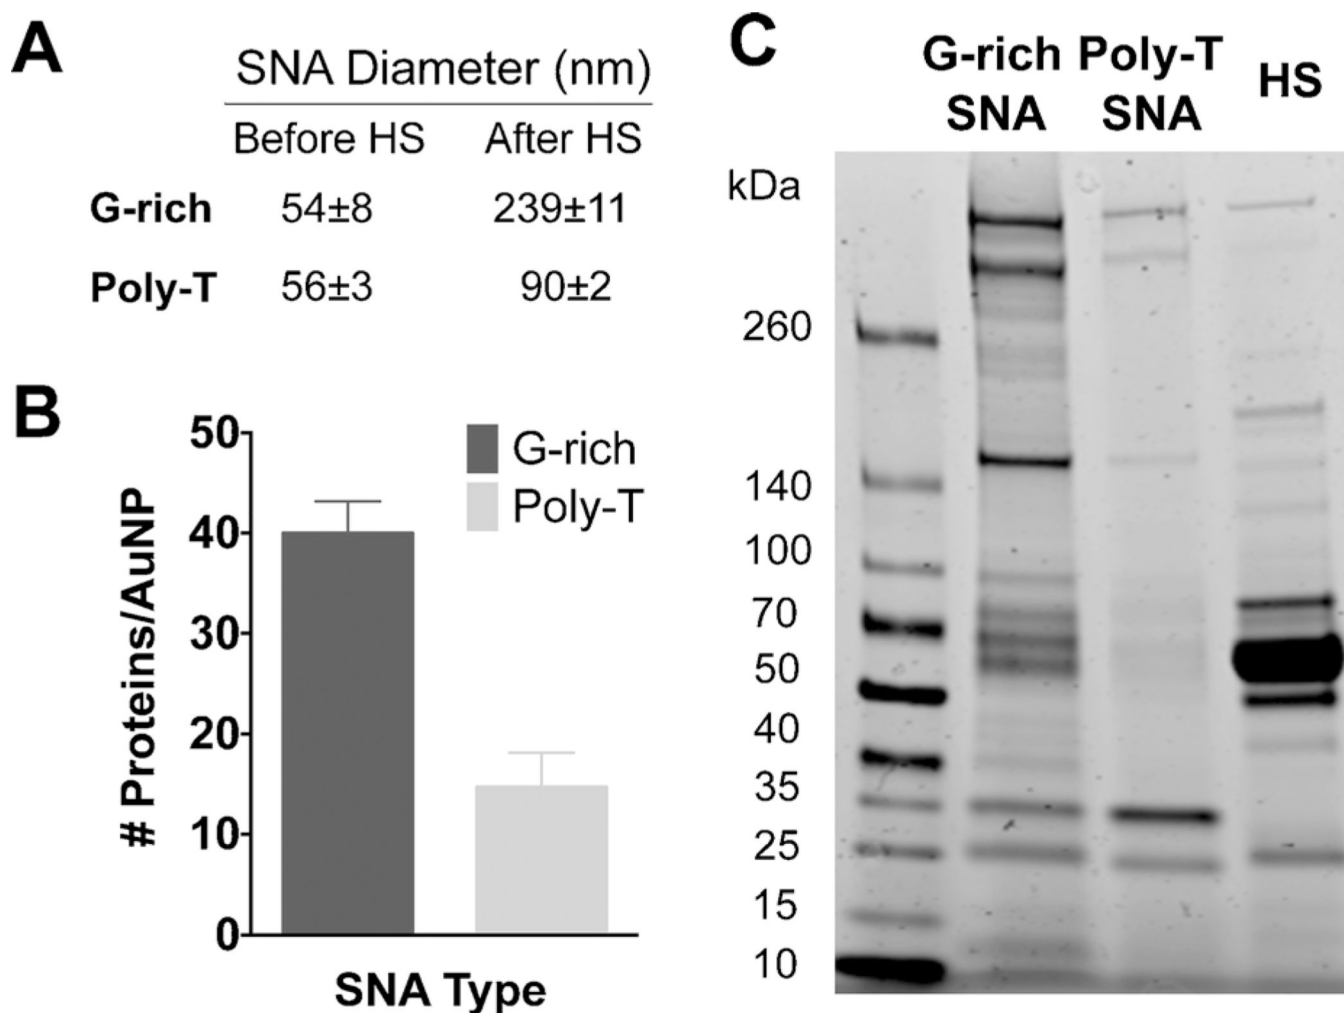 A
SNA Diameter (nm)
Before HS After HS
G-rich 54±8 239±11
Poly-T 56±3 90±2
B
# Proteins/AuNP
50
40
30
20
10
0
G-rich
Poly-T
SNA Type
C
G-rich Poly-T HS
SNA SNA
kDa
260
140
100
70
50
40
35
25
15
10